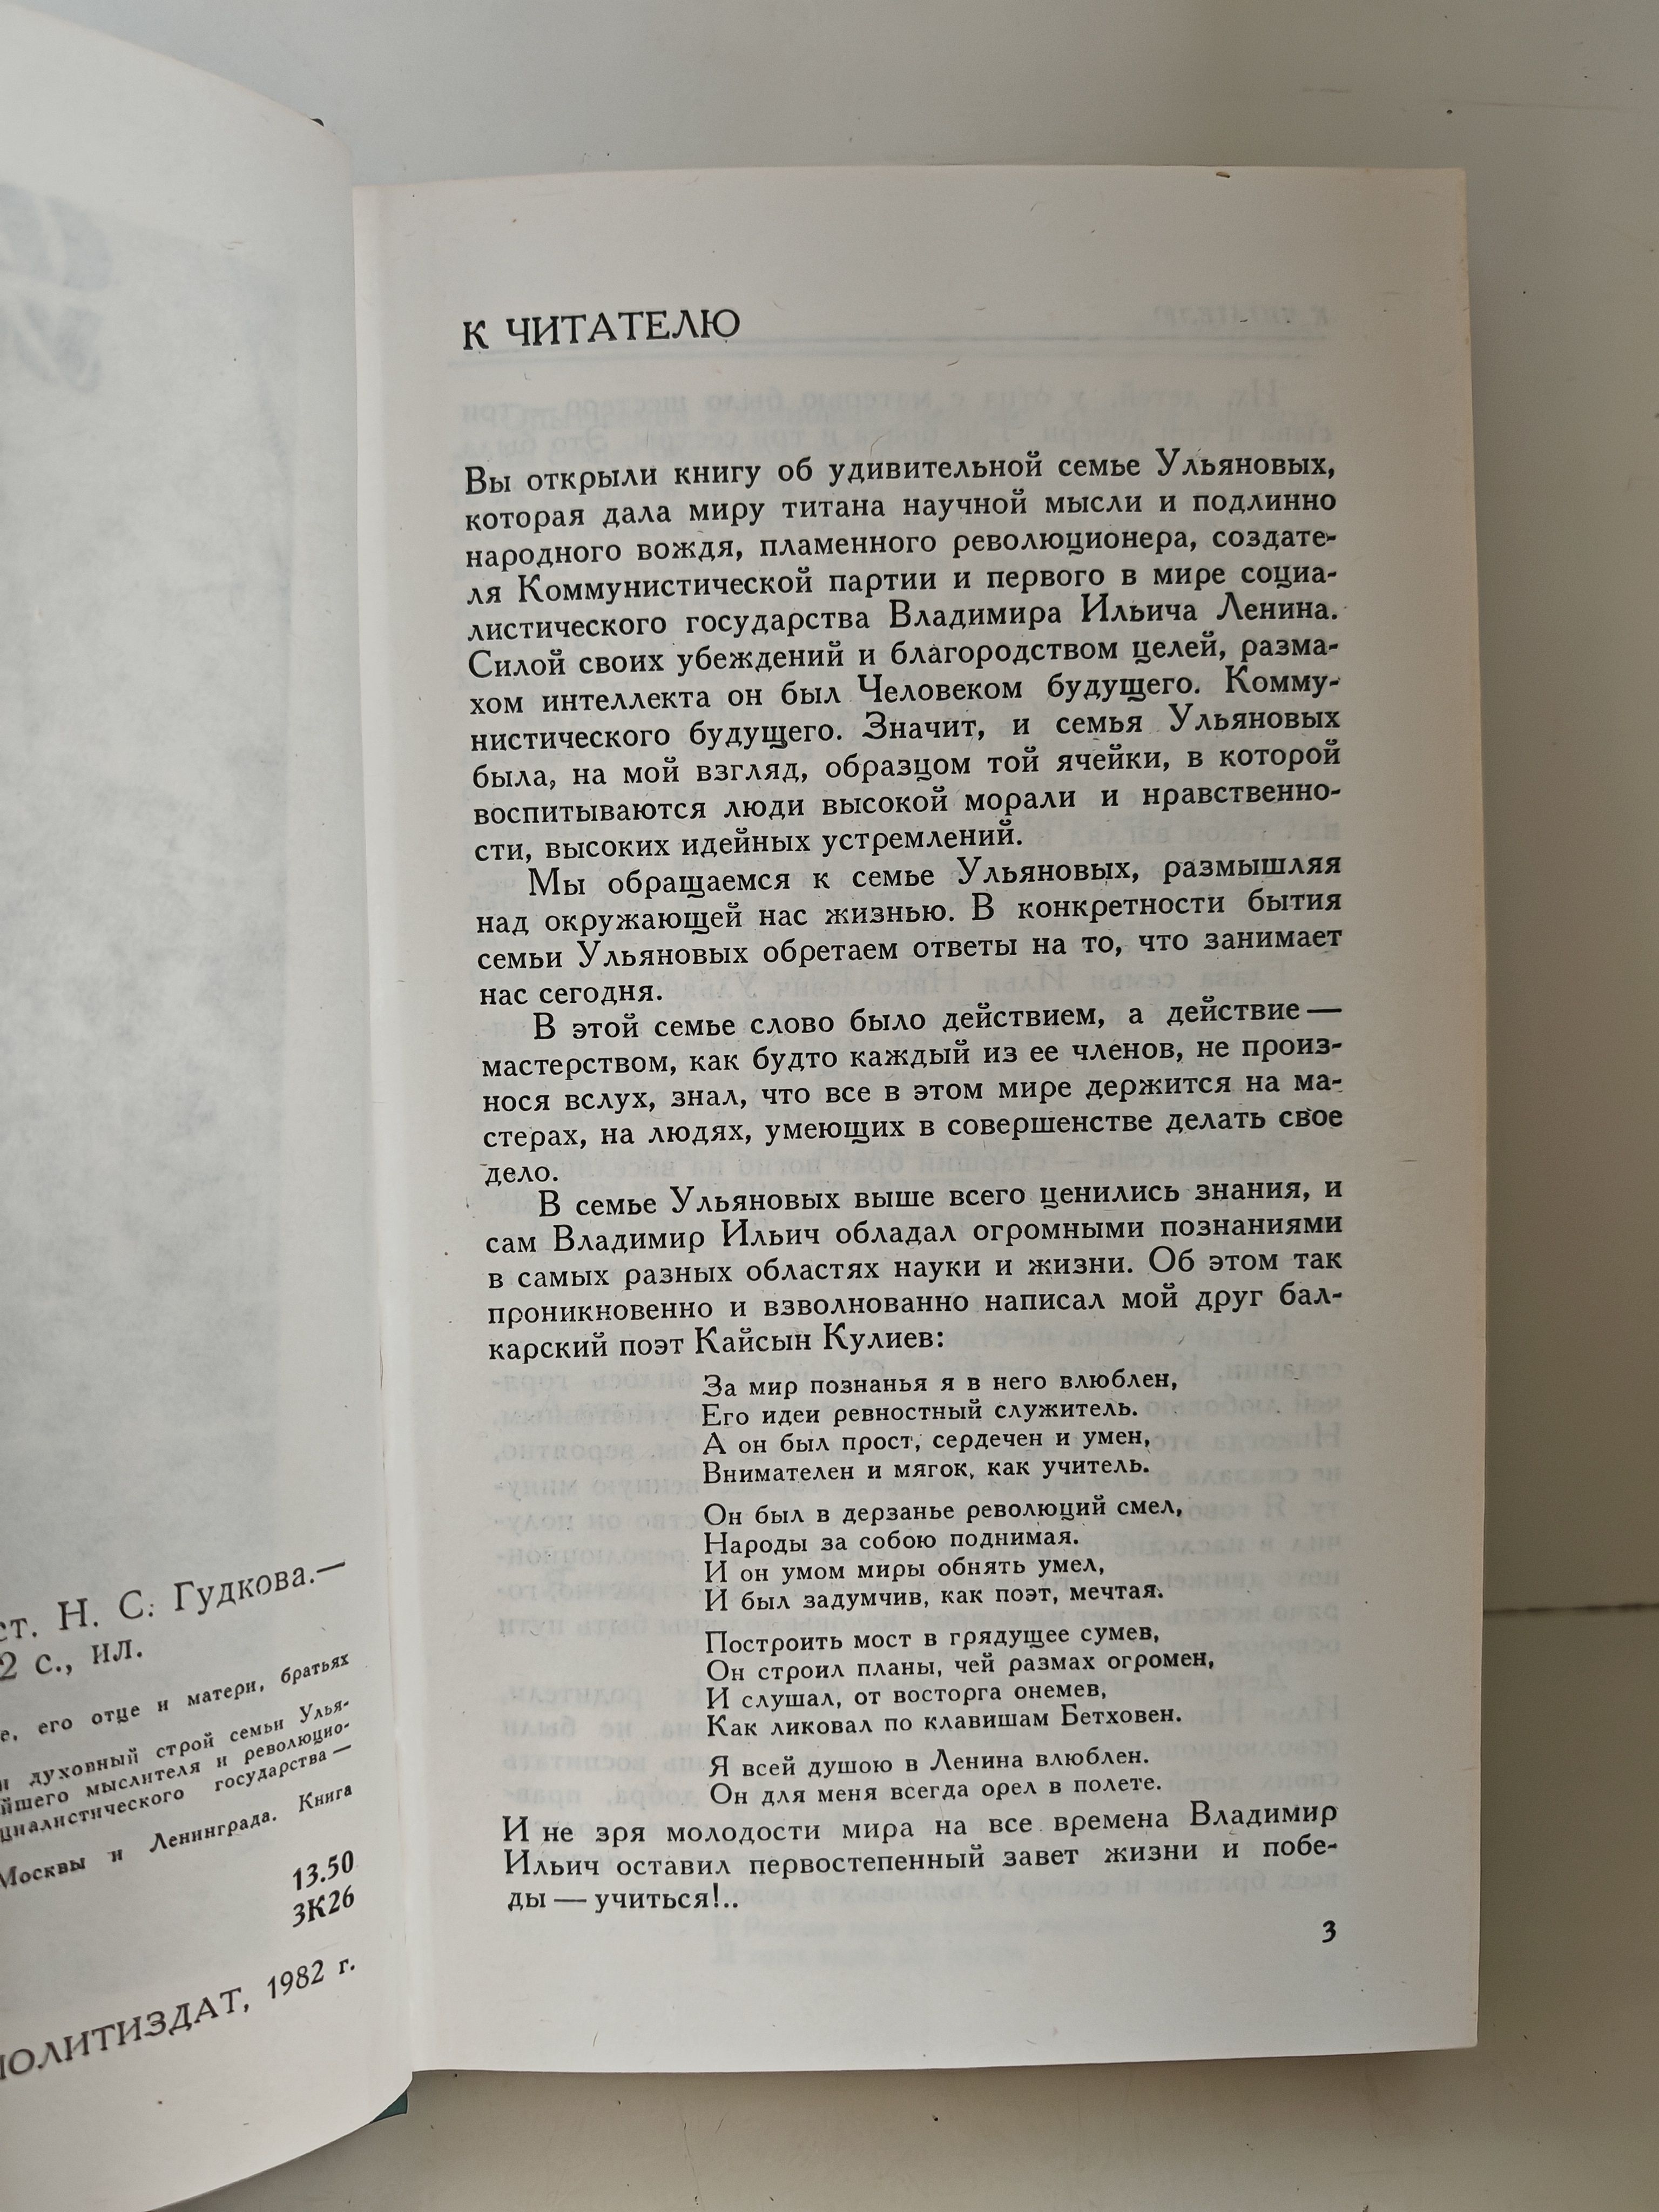 ст. Н. С. Гудкова.—
2 с., ил.
его отце и матери, братьях
духовный строй семьи Улья-
йшего мыслителя и революцио-
циалистического государства —
Москвы и Ленинграда. Книга
13.50
3К26
ПОЛИТИЗДАТ, 1982 г.
К ЧИТАТЕЛЮ
Вы открыли книгу об удивительной семье Ульяновых,
которая дала миру титана научной мысли и подлинно
народного вождя, пламенного революционера, создате-
ля Коммунистической партии и первого в мире социа-
листического государства Владимира Ильича Ленина.
Силой своих убеждений и благородством целей, разма-
хом интеллекта он был Человеком будущего. Комму-
нистического будущего. Значит, и семья Ульяновых
была, на мой взгляд, образцом той ячейки, в которой
воспитываются люди высокой морали и нравственно-
сти, высоких идейных устремлений.
Мы обращаемся к семье Ульяновых, размышляя
над окружающей нас жизнью. В конкретности бытия
семьи Ульяновых обретаем ответы на то, что занимает
нас сегодня.
В этой семье слово было действием, а действие —
мастерством, как будто каждый из ее членов, не произ-
нося вслух, знал, что все в этом мире держится на ма-
стерах, на людях, умеющих в совершенстве делать свое
дело.
В семье Ульяновых выше всего ценились знания, и
сам Владимир Ильич обладал огромными познаниями
в самых разных областях науки и жизни. Об этом так
проникновенно и взволнованно написал мой друг бал-
карский поэт Кайсын Кулиев:
За мир познанья я в него влюблен,
Его идеи ревностный служитель.
А он был прост, сердечен и умен,
Внимателен и мягок, как учитель.
Он был в дерзанье революций смел,
Народы за собою поднимая.
И он умом миры обнять умел,
И был задумчив, как поэт, мечтая.
Построить мост в грядущее сумев,
Он строил планы, чей размах огромен,
И слушал, от восторга онемев,
Как ликовал по клавишам Бетховен.
Я всей душою в Ленина влюблен.
Он для меня всегда орел в полете.
И не зря молодости мира на все времена Владимир
Ильич оставил первостепенный завет жизни и побе-
ды — учиться!..
3